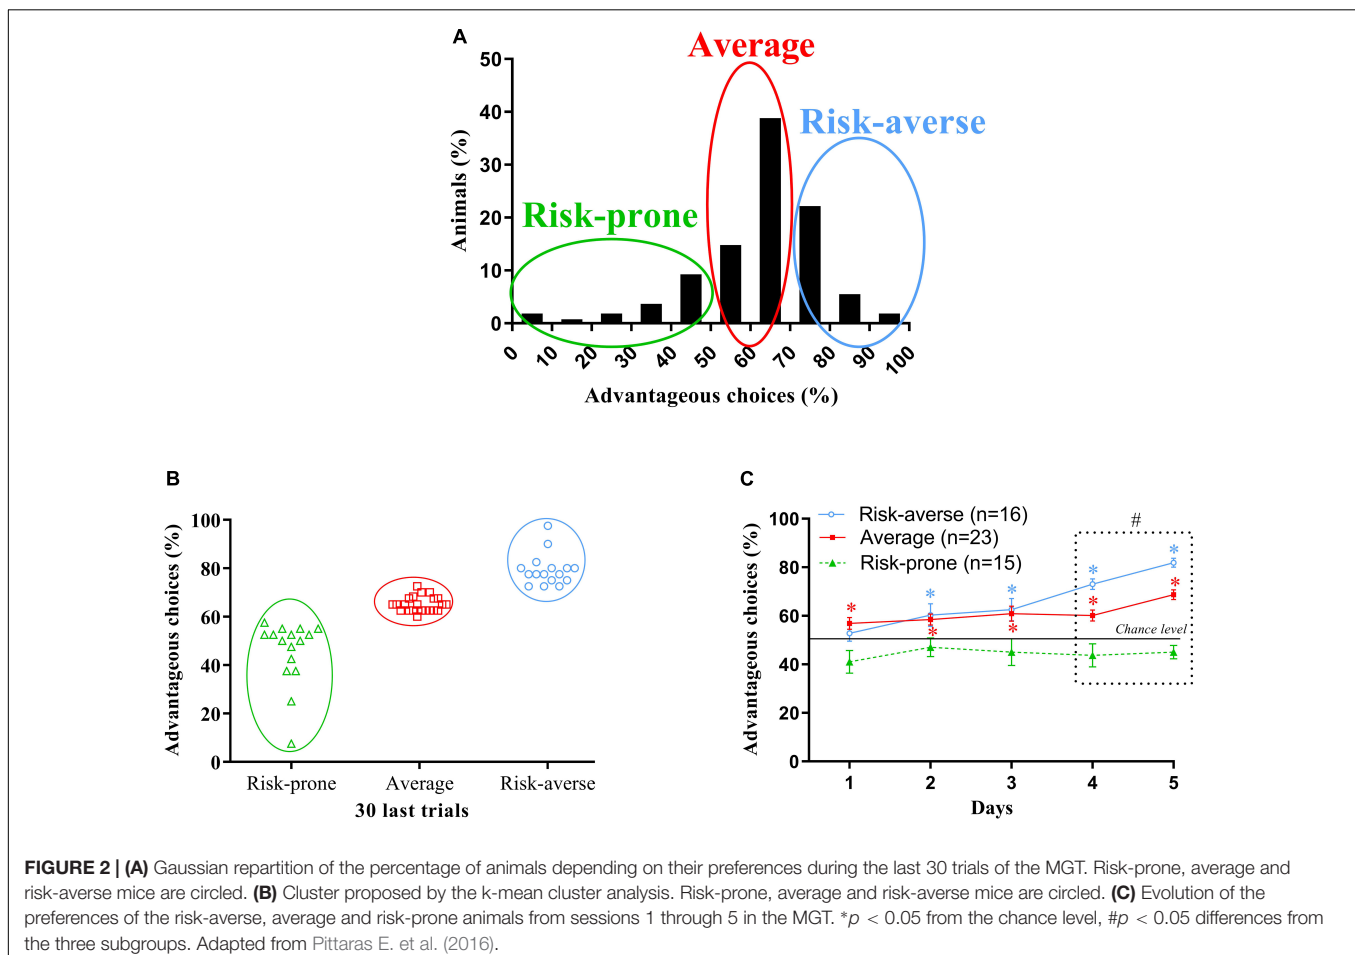 A
Average
Risk-averse
Risk-prone
Animals (%)
50
40
30
20
10
0
0 10 20 30 40 50 60 70 80 90 100
Advantageous choices (%)
B
Advantageous choices (%)
100
80
60
40
20
0
Risk-prone Average Risk-averse
30 last trials
C
Advantageous choices (%)
100
80
60
40
20
0
Risk-averse (n=16)
Average (n=23)
Risk-prone (n=15)
#
* * * * *
* * * * *
Chance level
1 2 3 4 5
Days
FIGURE 2 | (A) Gaussian repartition of the percentage of animals depending on their preferences during the last 30 trials of the MGT. Risk-prone, average and
risk-averse mice are circled. (B) Cluster proposed by the k-mean cluster analysis. Risk-prone, average and risk-averse mice are circled. (C) Evolution of the
preferences of the risk-averse, average and risk-prone animals from sessions 1 through 5 in the MGT. *p < 0.05 from the chance level, #p < 0.05 differences from
the three subgroups. Adapted from Pittaras E. et al. (2016).